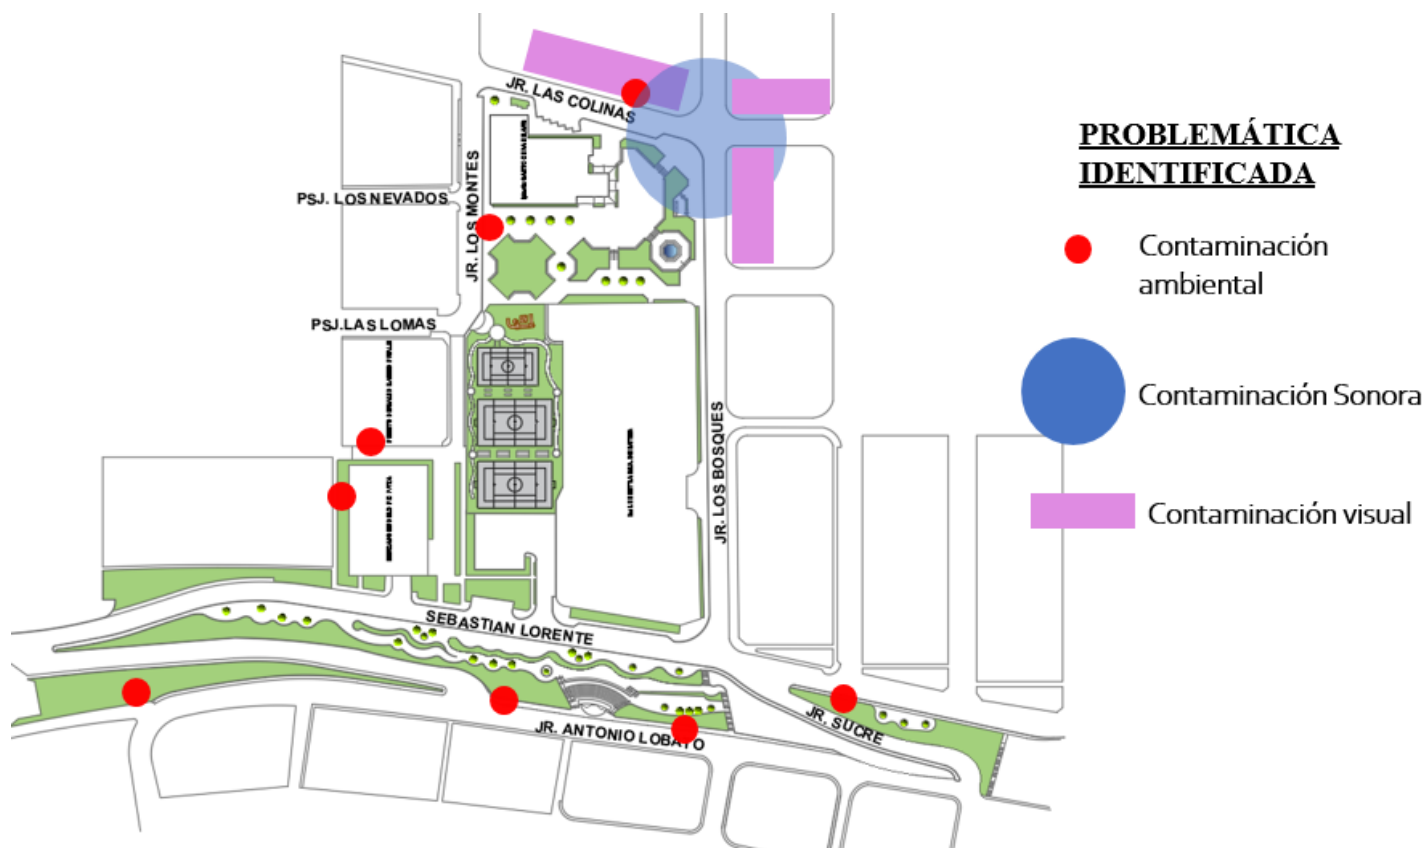 JR. LAS COLINAS
PROBLEMÁTICA
IDENTIFICADA
JR. LOS MONTES
PSJ. LOS NEVADOS
Contaminación
ambiental
PSJ.LAS LOMAS
Contaminación Sonora
JR. LOS BOSQUES
Contaminación visual
SEBASTIAN LORENTE
JR. SUCRE
JR. ANTONIO LOBATO